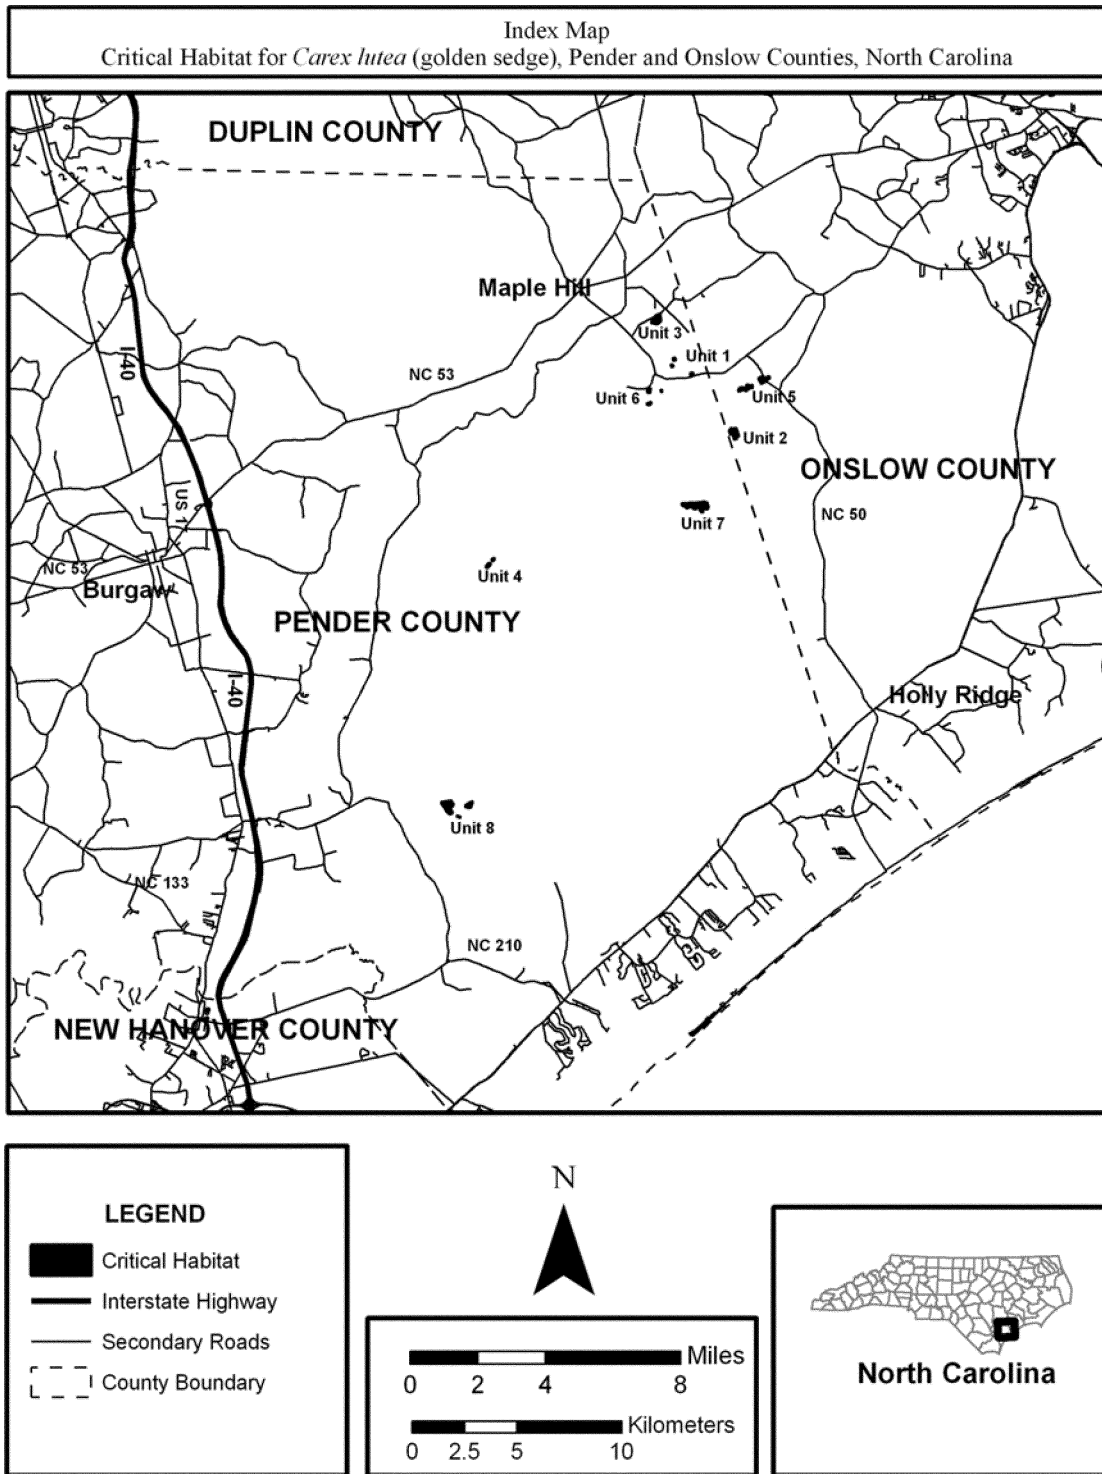 Index Map
Critical Habitat for Carex lutea (golden sedge), Pender and Onslow Counties, North Carolina
DUPLIN COUNTY
Maple Hill
Unit 3
Unit 1
I-40
NC 53
Unit 6
Unit 5
Unit 2
ONSLOW COUNTY
US 117
NC 50
Unit 7
NC 53
Unit 4
Burgaw
PENDER COUNTY
I-40
Holly Ridge
Unit 8
NC 133
NC 210
NEW HANOVER COUNTY
LEGEND
Critical Habitat
Interstate Highway
Secondary Roads
County Boundary
N
Miles
0 2 4 8
Kilometers
0 2.5 5 10
North Carolina